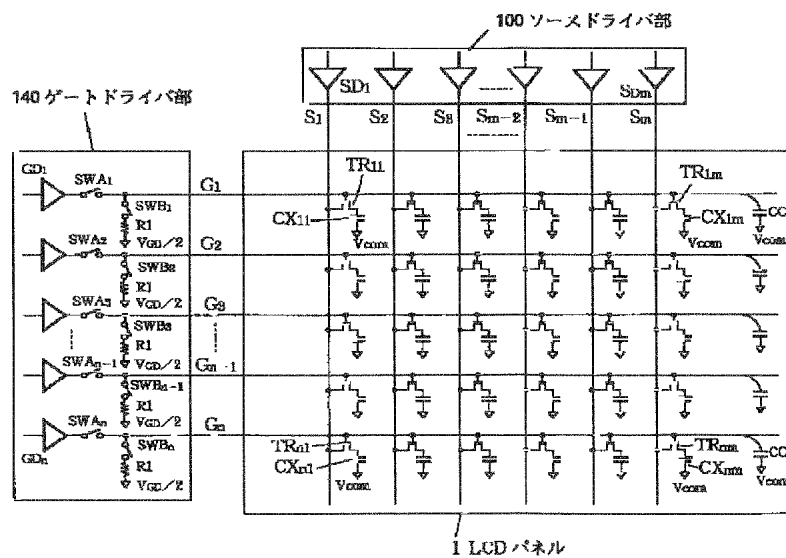 100 ソースドライバ部
SD1 SDm
S1 S2 S3 Sm-2 Sm-1 Sm
140 ゲートドライバ部
GD1 SWA1 G1 TR11 TR1m
SWB1 R1 VGD/2 CX11 Vcom CX1m Vcom CC Vcom
SWA2 G2
SWB2 R1 VGD/2
SWA3 G3
SWB3 R1 VGD/2
SWAn-1 Gn-1
SWBn-1 R1 VGD/2
GDn SWAn Gn
SWBn R1 VGD/2
TRn1 CXn1 Vcom TRnm CXnm Vcom CC Vcom
1 LCD パネル